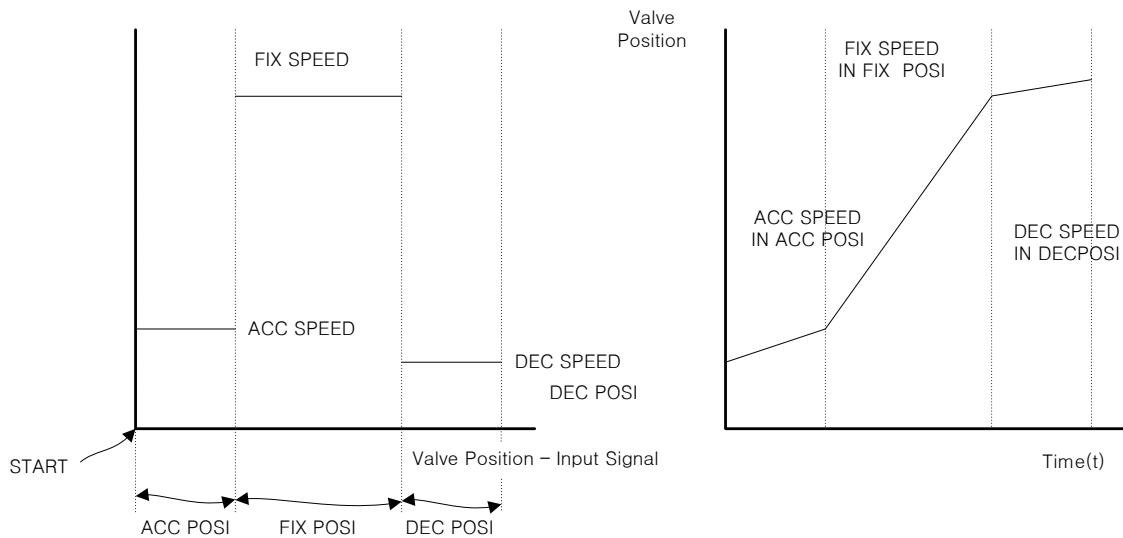 FIX SPEED
ACC SPEED
DEC SPEED
DEC POSI
START
Valve Position – Input Signal
ACC POSI
FIX POSI
DEC POSI
Valve
Position
FIX SPEED
IN FIX POSI
ACC SPEED
IN ACC POSI
DEC SPEED
IN DECPOSI
Time(t)